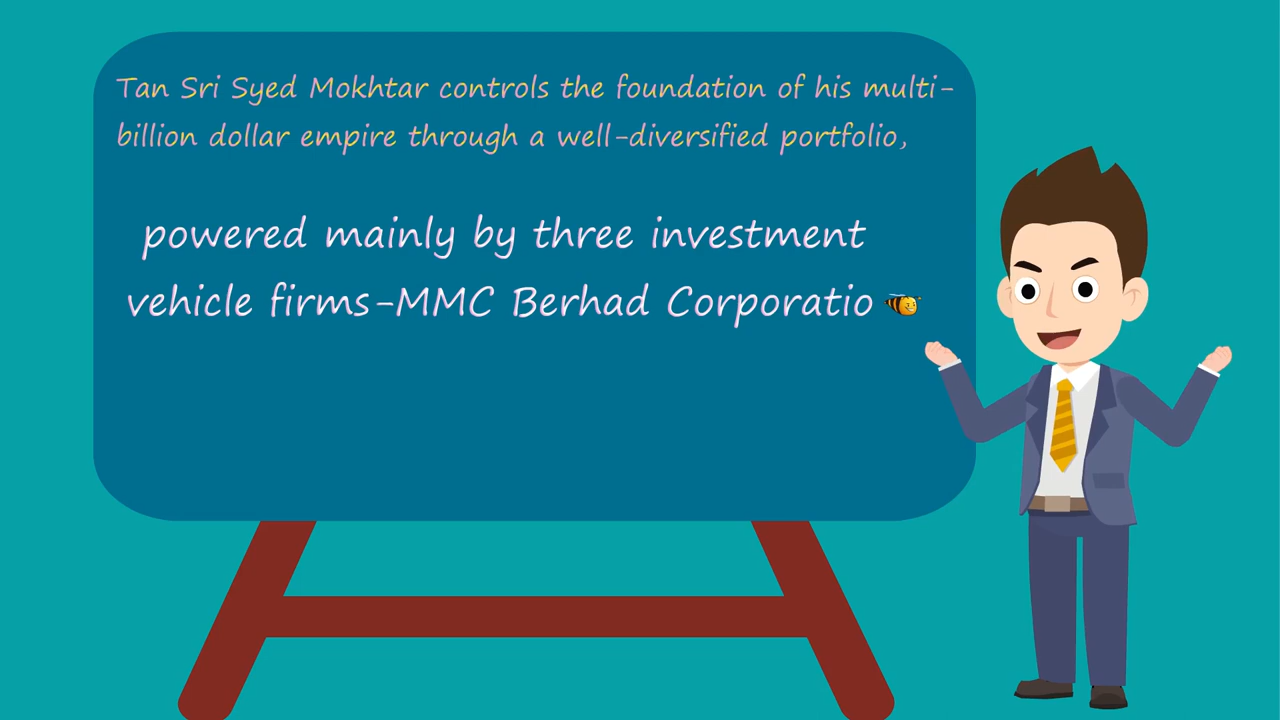 Tan Sri Syed Mokhtar controls the foundation of his multi-
billion dollar empire through a well-diversified portfolio,
powered mainly by three investment
vehicle firms-MMC Berhad Corporatio